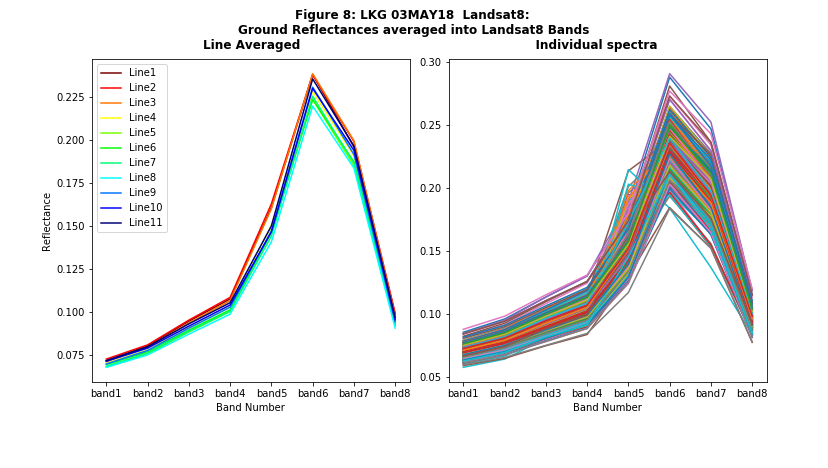 Figure 8: LKG 03MAY18  Landsat8:
Ground Reflectances averaged into Landsat8 Bands
Line Averaged
Individual spectra
Reflectance
0.225
0.200
0.175
0.150
0.125
0.100
0.075
Line1
Line2
Line3
Line4
Line5
Line6
Line7
Line8
Line9
Line10
Line11
band1 band2 band3 band4 band5 band6 band7 band8
Band Number
0.30
0.25
0.20
0.15
0.10
0.05
band1 band2 band3 band4 band5 band6 band7 band8
Band Number